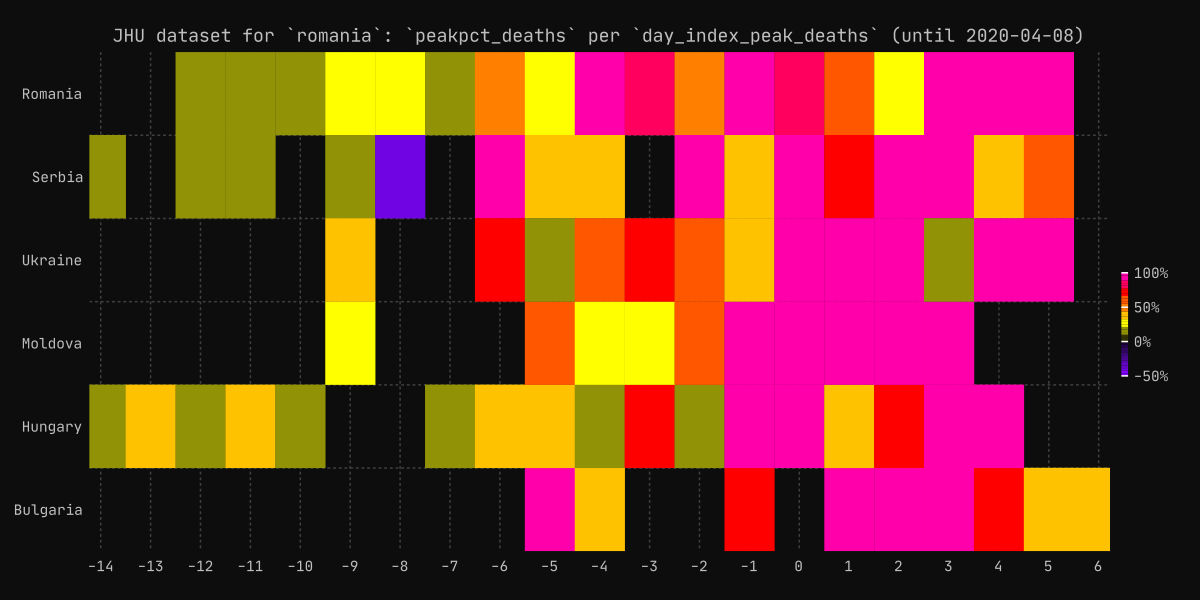 JHU dataset for `romania`: `peakpct_deaths` per `day_index_peak_deaths` (until 2020-04-08)
Romania
Serbia
Ukraine
Moldova
Hungary
Bulgaria
100%
50%
0%
-50%
-14 -13 -12 -11 -10 -9 -8 -7 -6 -5 -4 -3 -2 -1 0 1 2 3 4 5 6